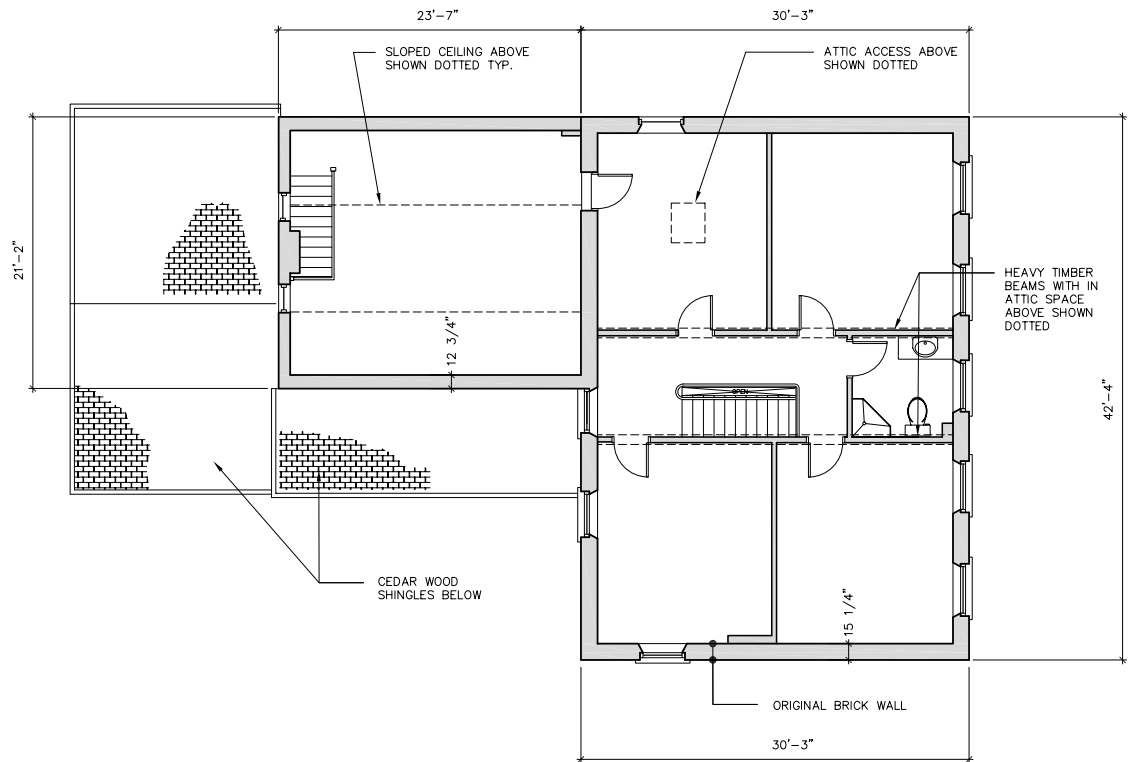 23'-7"
30'-3"
SLOPED CEILING ABOVE
SHOWN DOTTED TYP.
ATTIC ACCESS ABOVE
SHOWN DOTTED
21'-2"
HEAVY TIMBER
BEAMS WITH IN
ATTIC SPACE
ABOVE SHOWN
DOTTED
12 3/4"
OPEN
42'-4"
CEDAR WOOD
SHINGLES BELOW
15 1/4"
ORIGINAL BRICK WALL
30'-3"